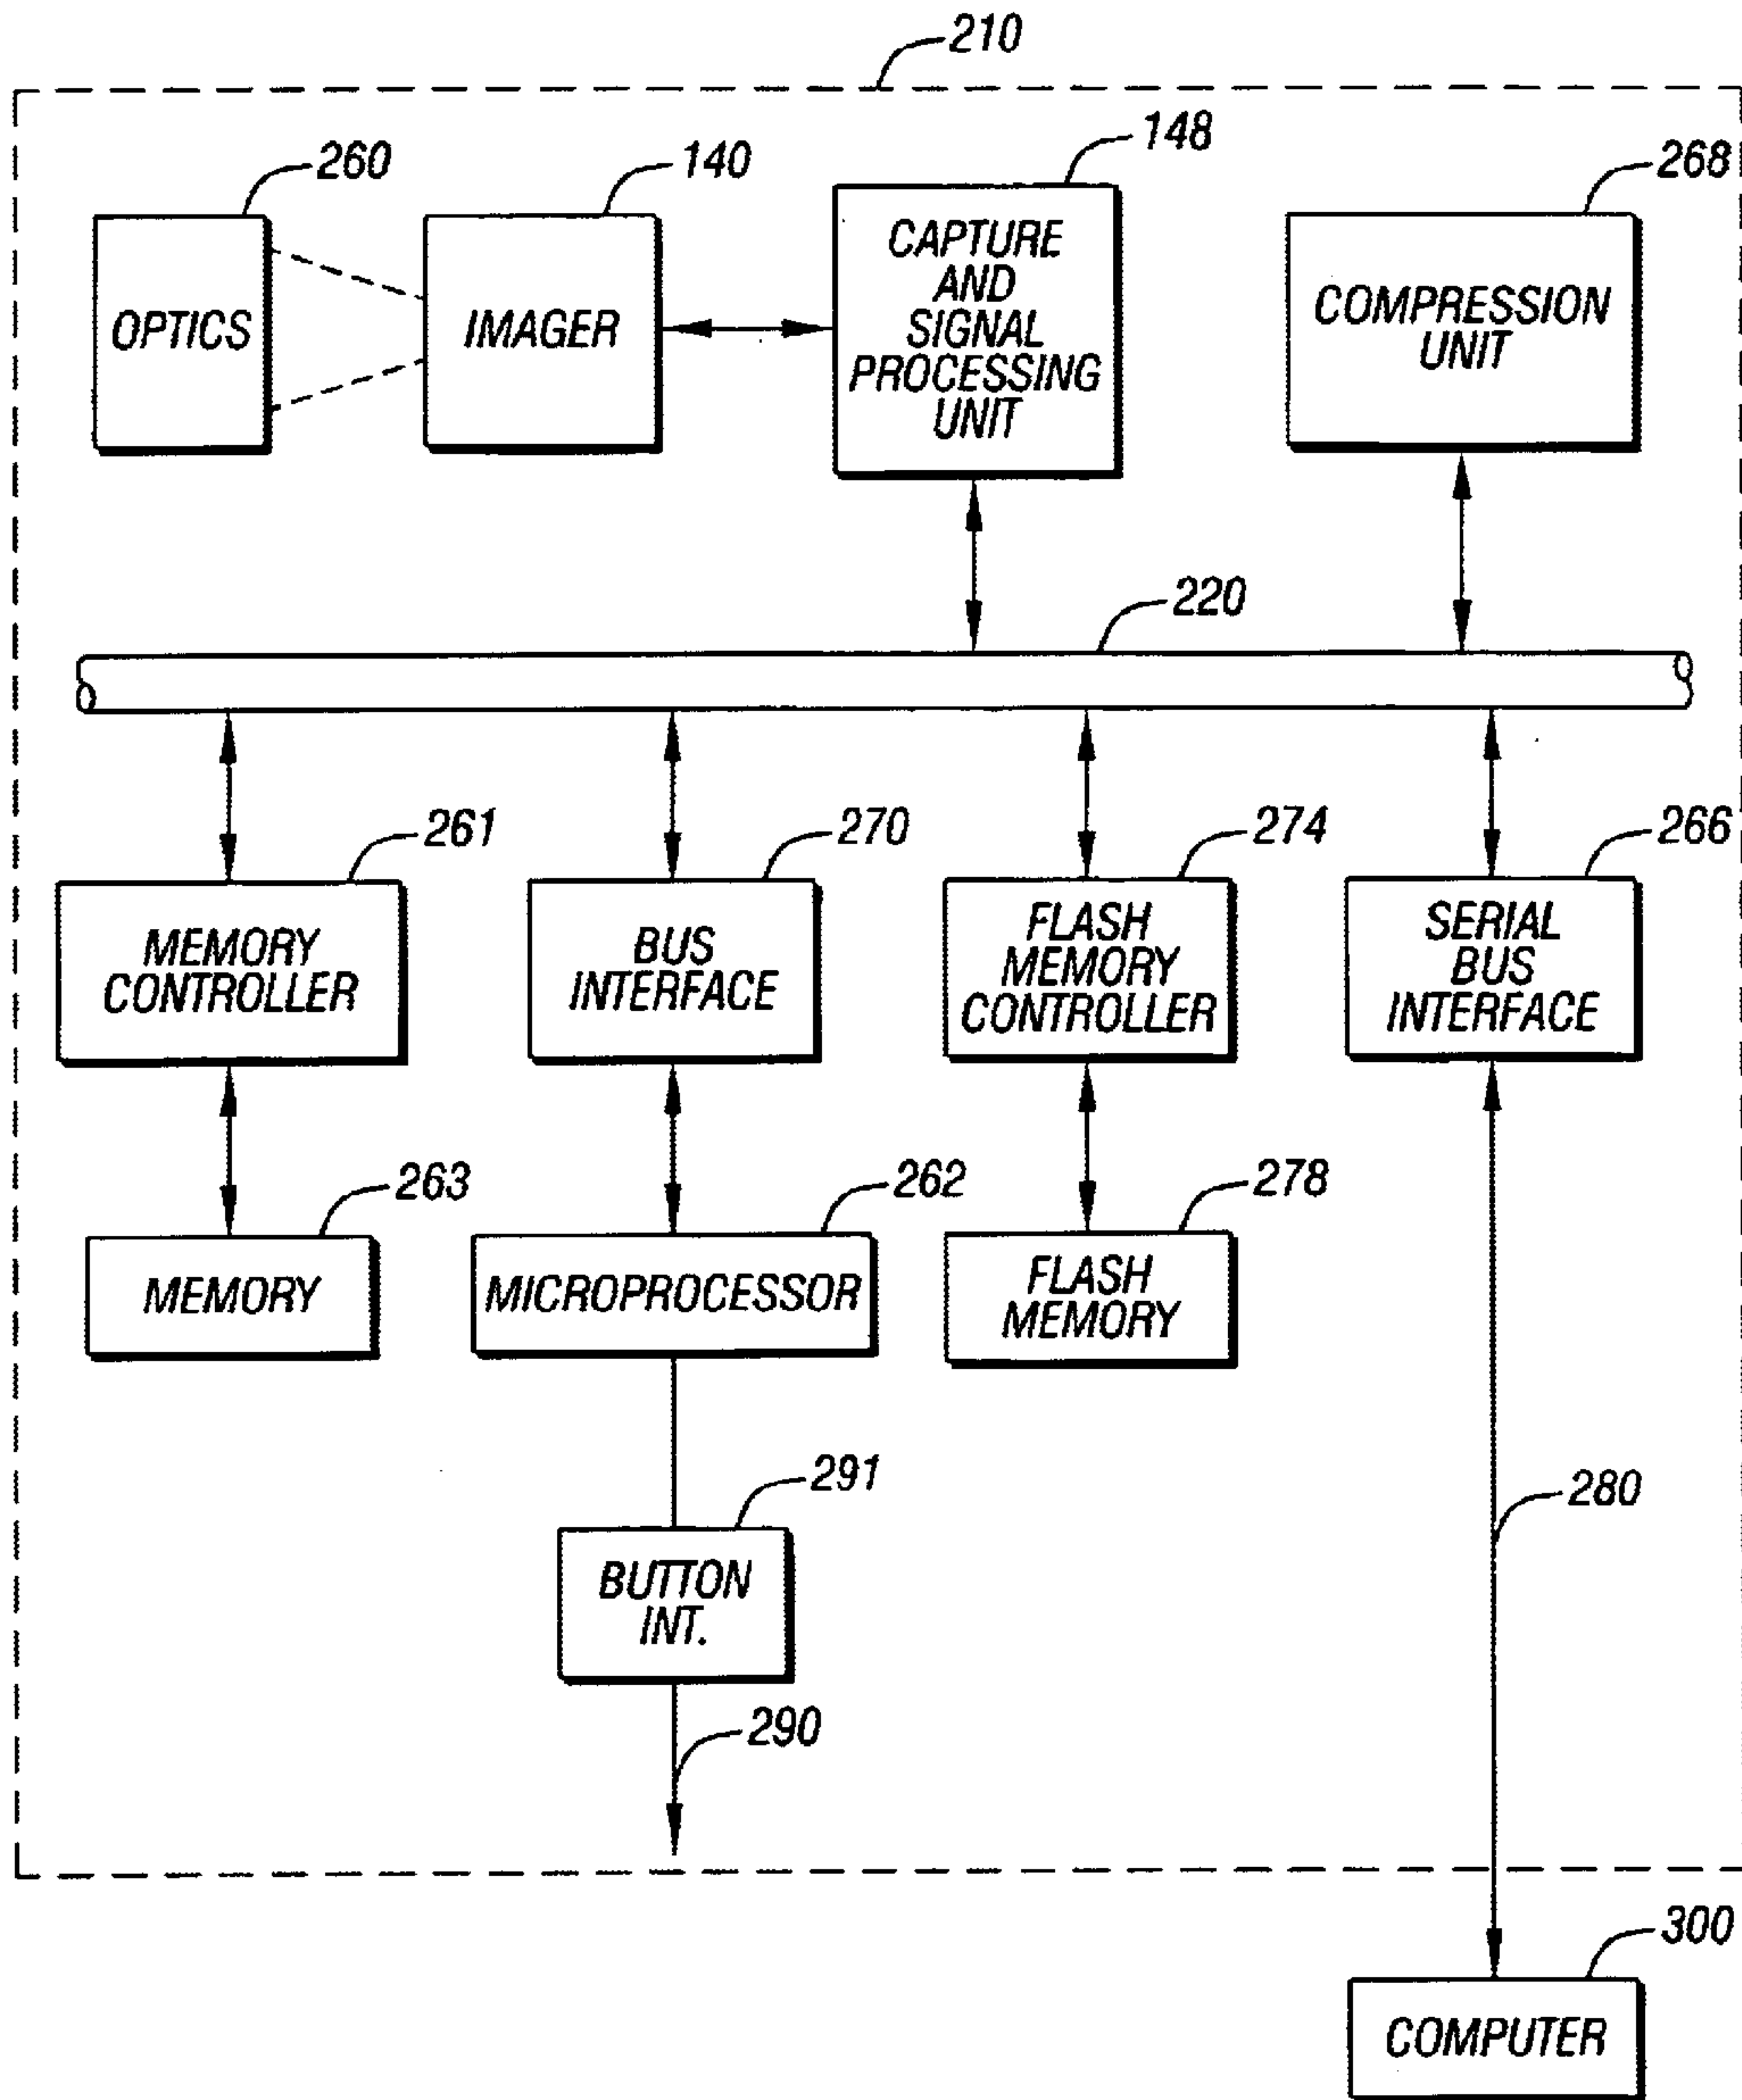 210
260
140
148
268
OPTICS
IMAGER
CAPTURE
AND
SIGNAL
PROCESSING
UNIT
COMPRESSION
UNIT
220
261
270
274
266
MEMORY
CONTROLLER
BUS
INTERFACE
FLASH
MEMORY
CONTROLLER
SERIAL
BUS
INTERFACE
263
262
278
MEMORY
MICROPROCESSOR
FLASH
MEMORY
291
280
BUTTON
INT.
290
300
COMPUTER